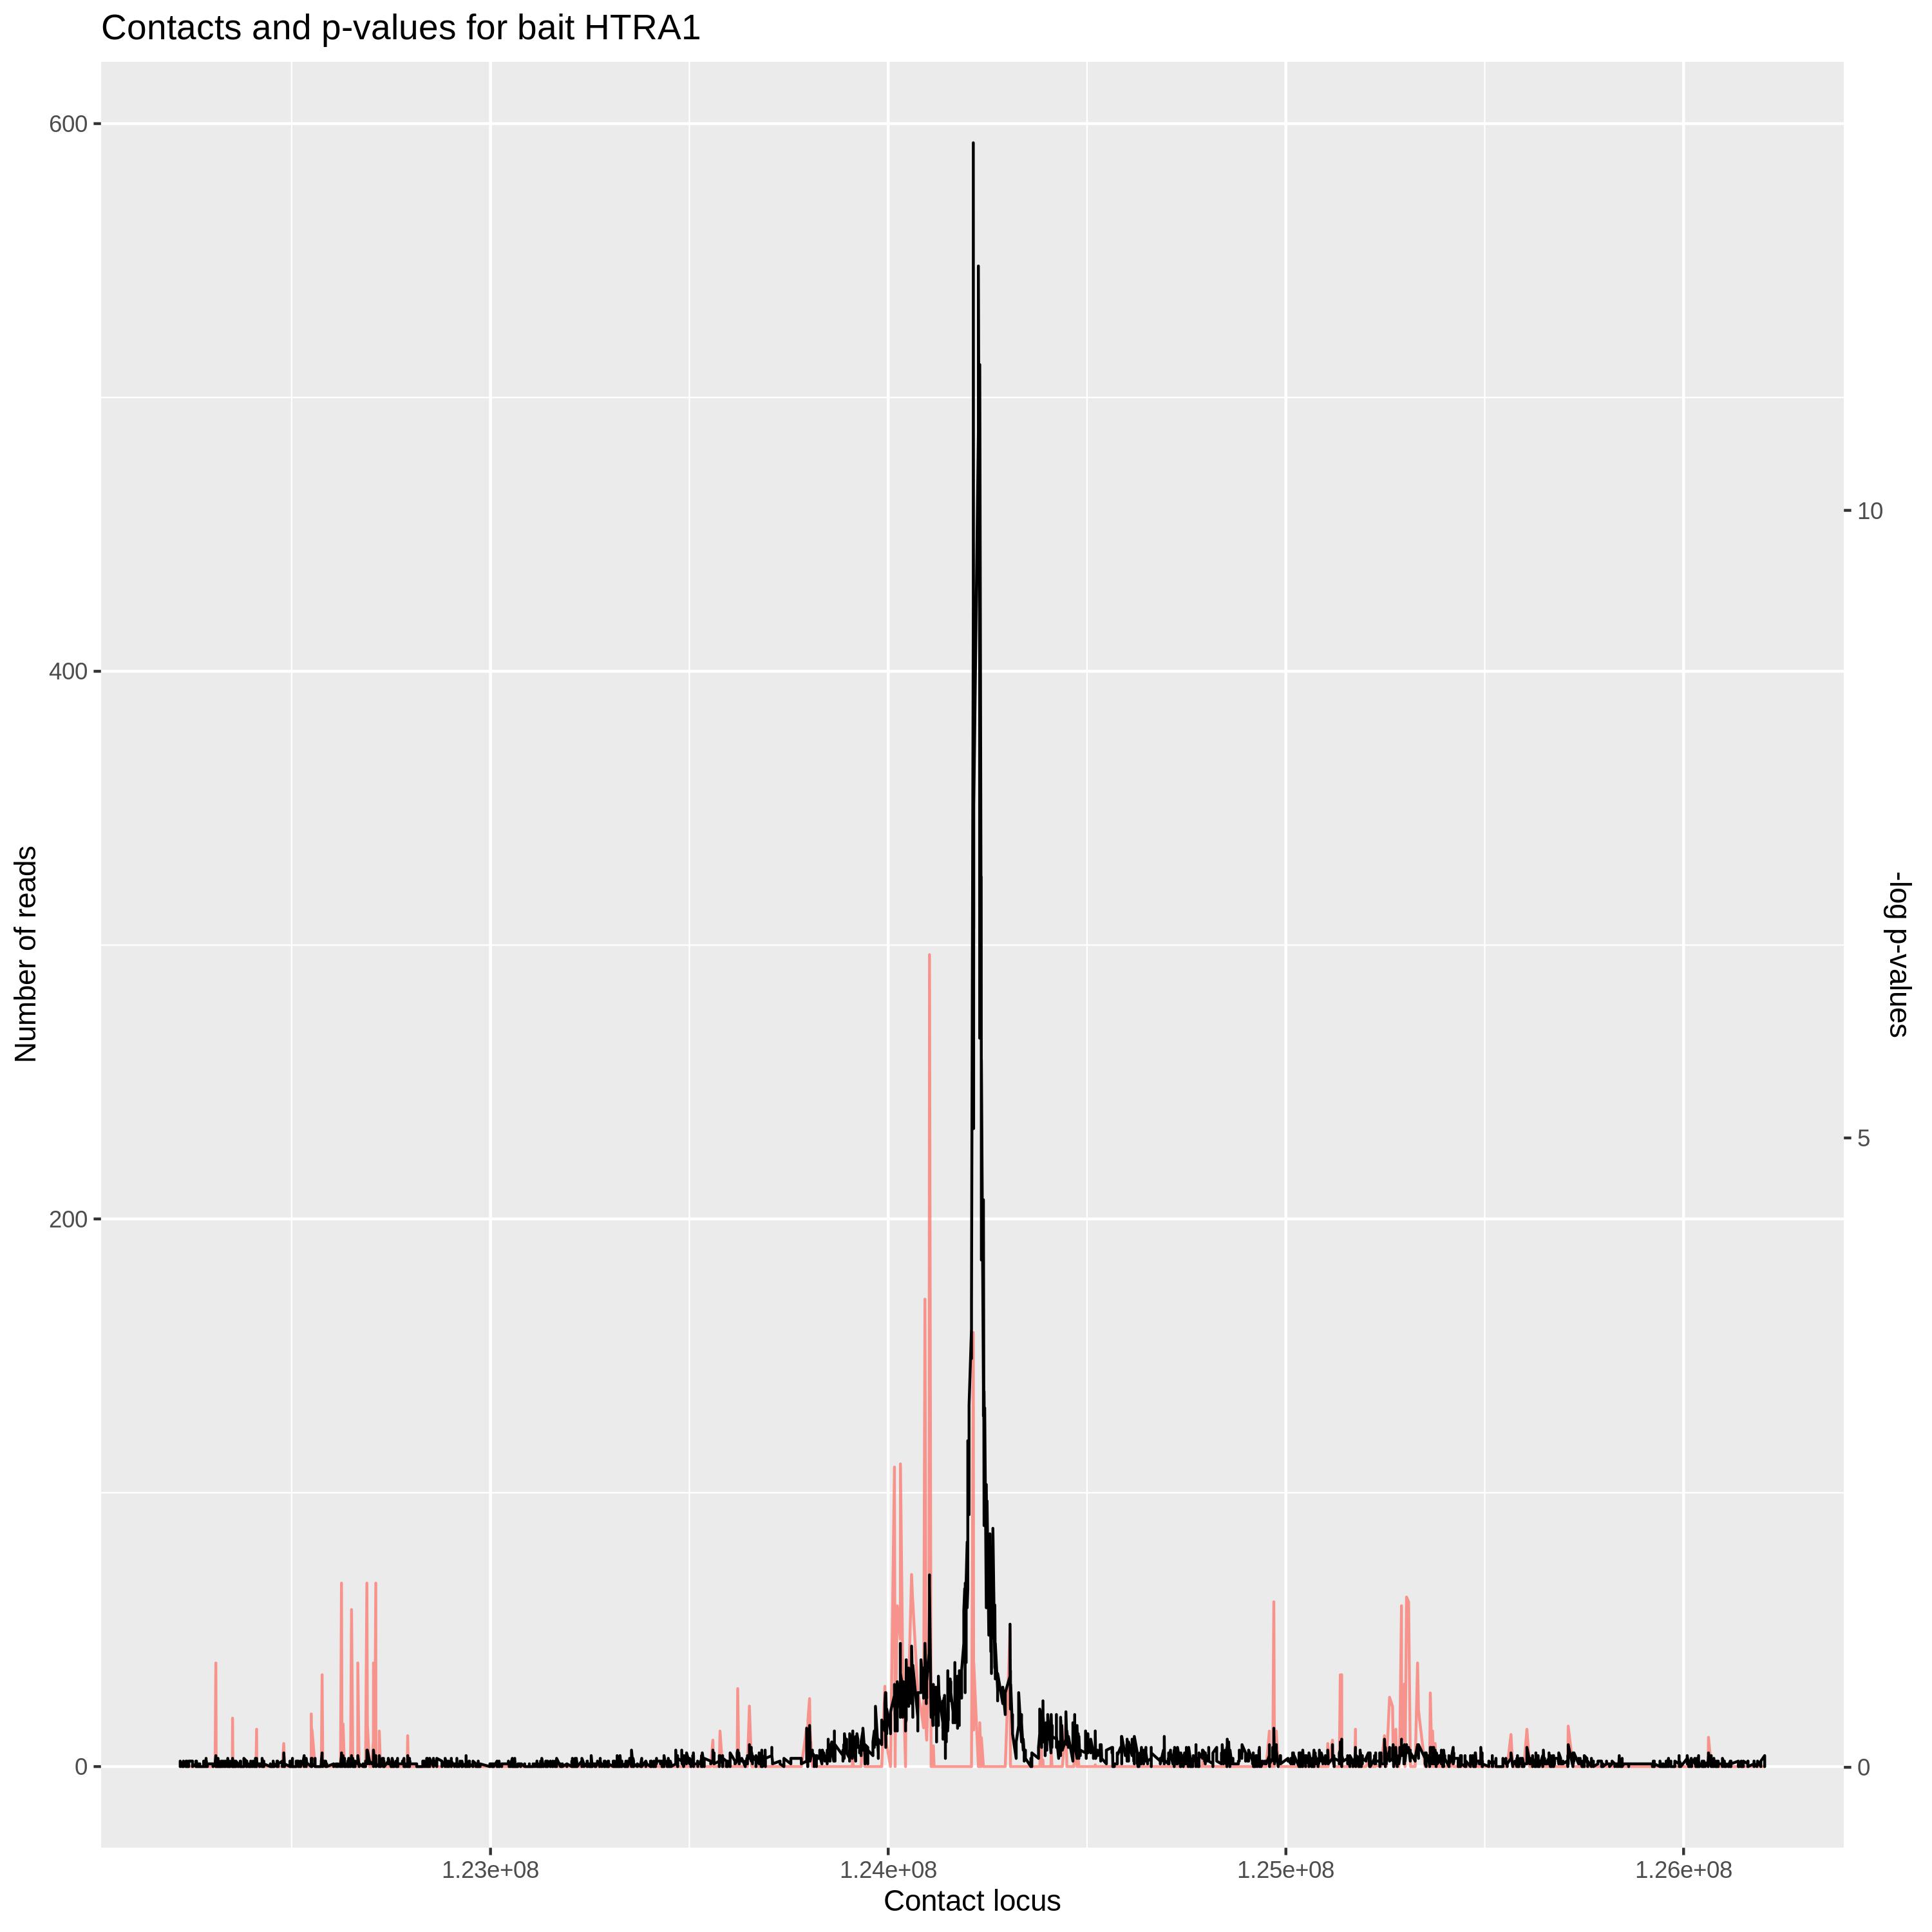 Contacts and p-values for bait HTRA1
600
400
200
0
Number of reads
10
5
0
-log p-values
1.23e+08
1.24e+08
1.25e+08
1.26e+08
Contact locus